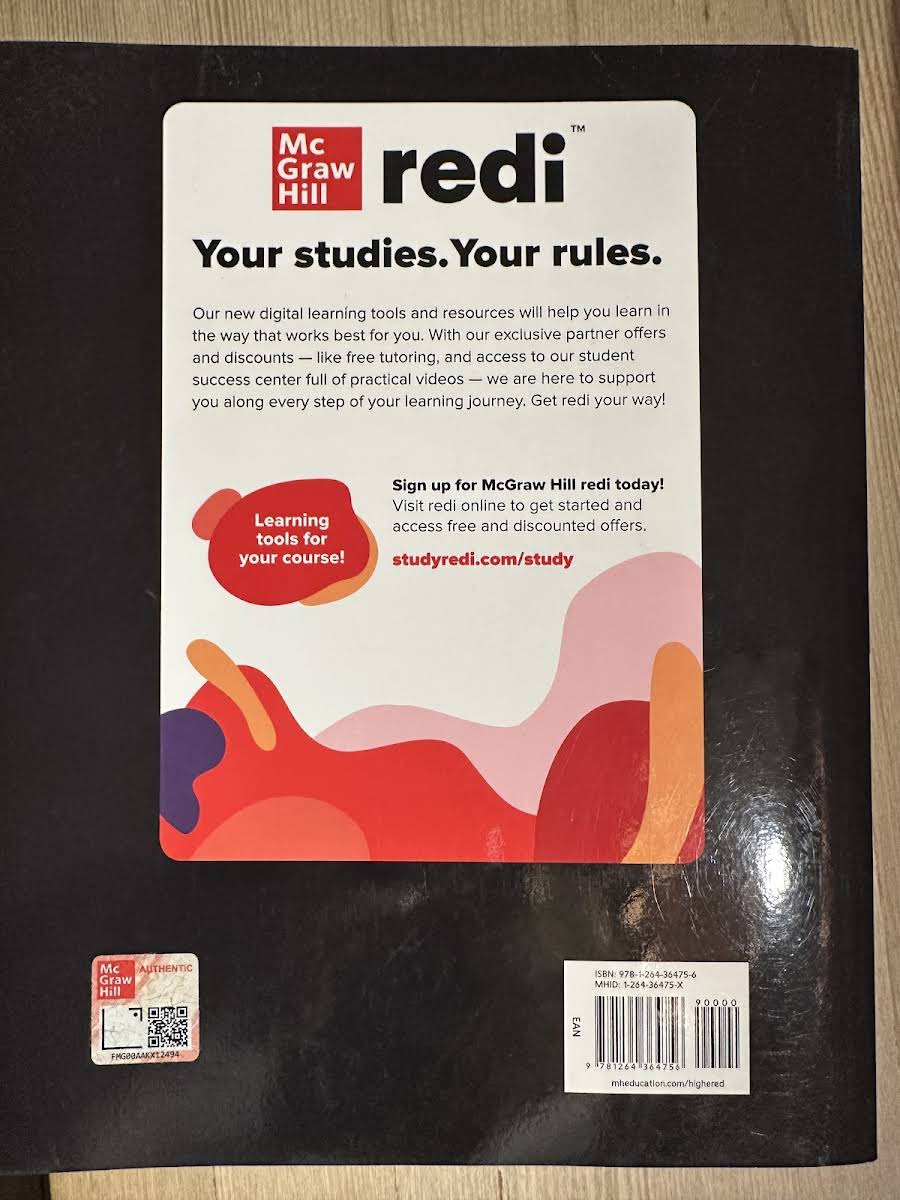 Mc
Graw
Hill
redi™
Your studies. Your rules.
Our new digital learning tools and resources will help you learn in
the way that works best for you. With our exclusive partner offers
and discounts — like free tutoring, and access to our student
success center full of practical videos — we are here to support
you along every step of your learning journey. Get redi your way!
Learning
tools for
your course!
Sign up for McGraw Hill redi today!
Visit redi online to get started and
access free and discounted offers.
studyredi.com/study
Mc
Graw
Hill
AUTHENTIC
FMG00AAKX12494
ISBN: 978-1-264-36475-6
MHID: 1-264-36475-X
90000
EAN
9 781264 364756
mheducation.com/highered